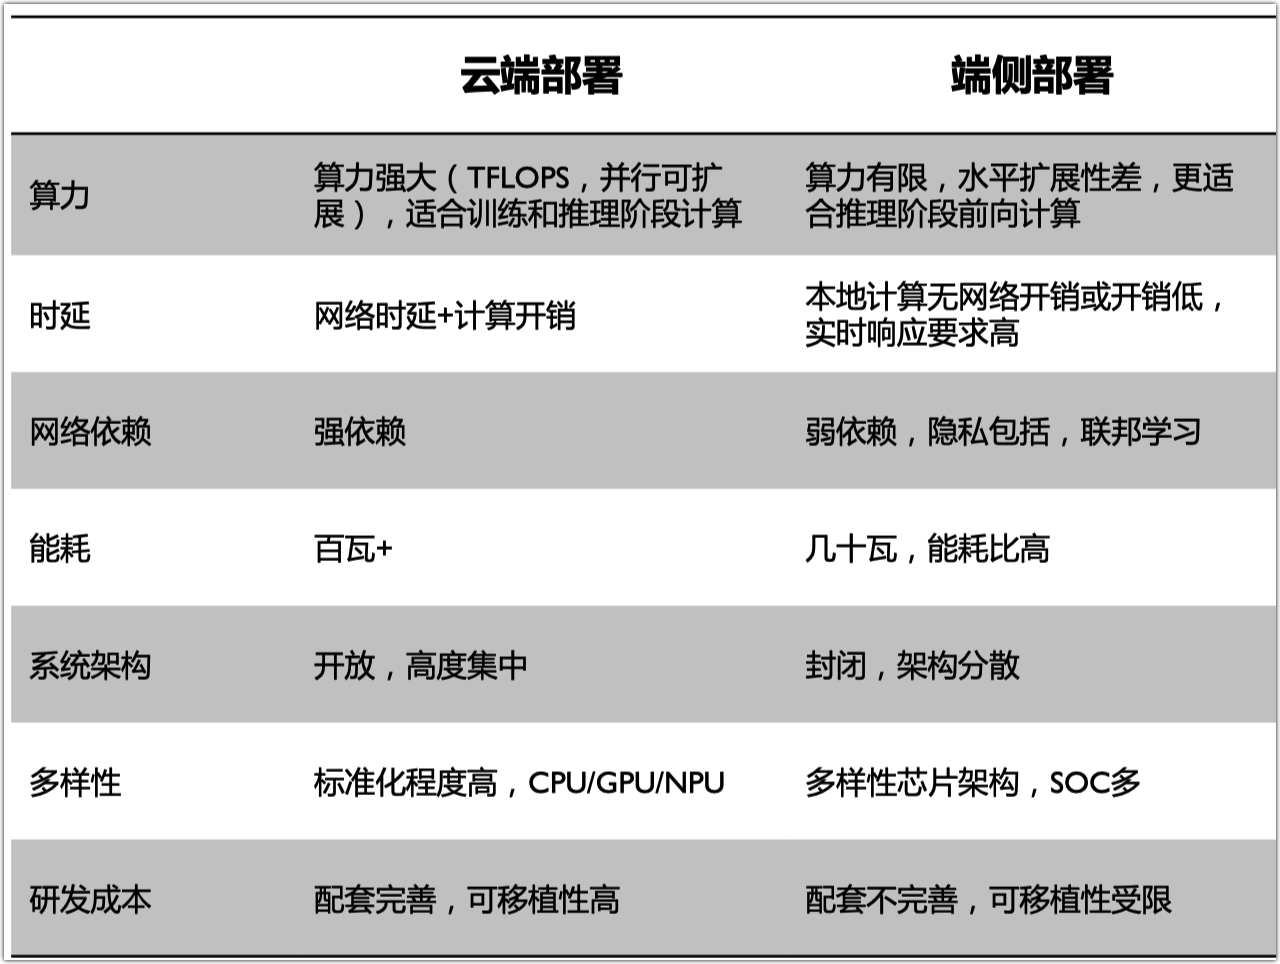 云端部署
端侧部署
算力
算力强大（TFLOPS，并行可扩
展），适合训练和推理阶段计算
算力有限，水平扩展性差，更适
合推理阶段前向计算
时延
网络时延+计算开销
本地计算无网络开销或开销低，
实时响应要求高
网络依赖
强依赖
弱依赖，隐私包括，联邦学习
能耗
百瓦+
几十瓦，能耗比高
系统架构
开放，高度集中
封闭，架构分散
多样性
标准化程度高，CPU/GPU/NPU
多样性芯片架构，SOC多
研发成本
配套完善，可移植性高
配套不完善，可移植性受限